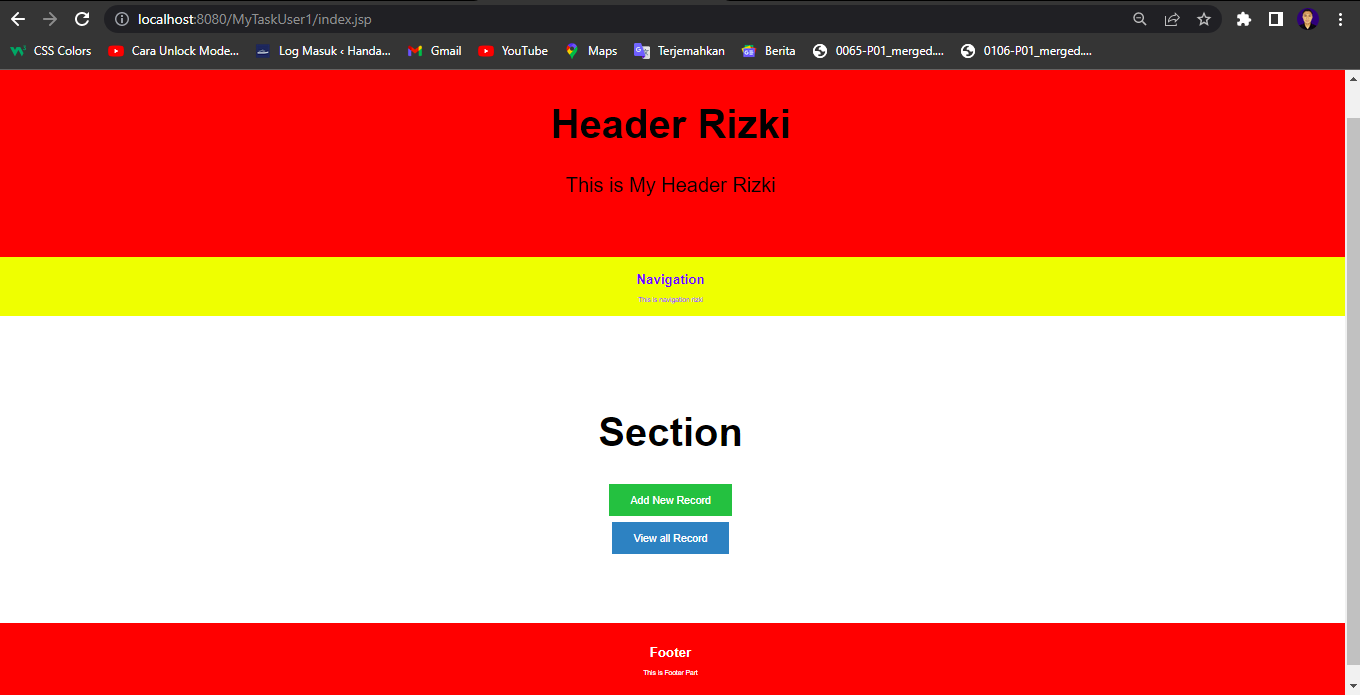 localhost:8080/MyTaskUser1/index.jsp
CSS Colors Cara Unlock Mode... Log Masuk ‹ Handa... Gmail YouTube Maps Terjemahkan Berita 0065-P01_merged.... 0106-P01_merged....
Header Rizki
This is My Header Rizki
Navigation
This is navigation rizki
Section
Add New Record
View all Record
Footer
This is Footer Part